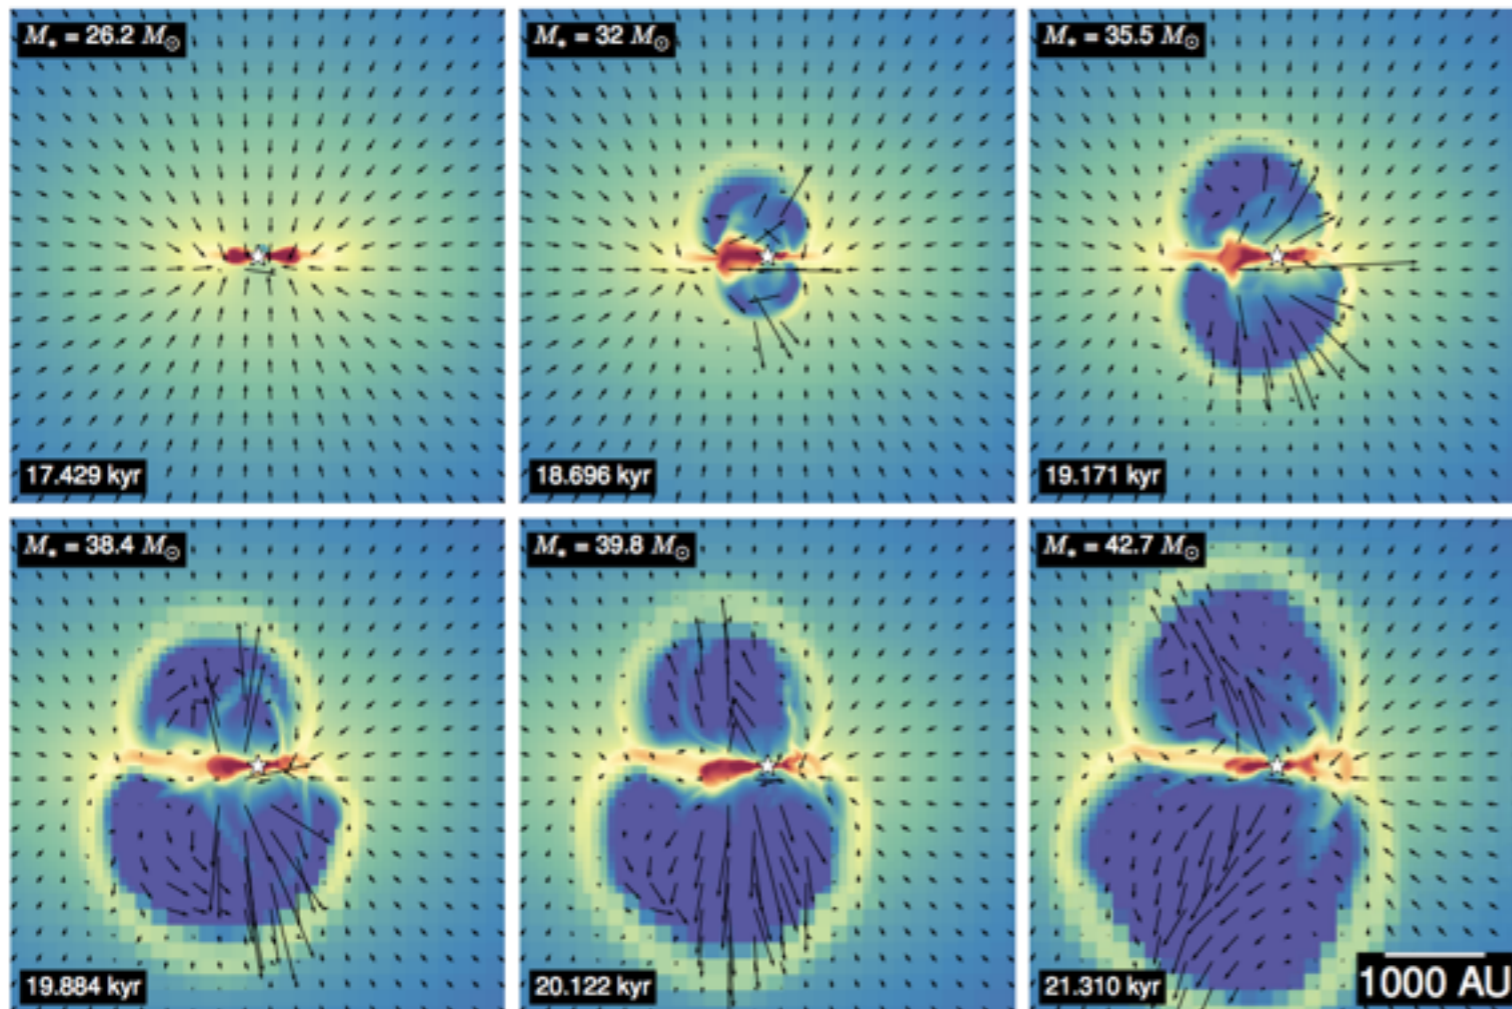 M* = 26.2 M⊙
M* = 32 M⊙
M* = 35.5 M⊙
17.429 kyr
18.696 kyr
19.171 kyr
M* = 38.4 M⊙
M* = 39.8 M⊙
M* = 42.7 M⊙
19.884 kyr
20.122 kyr
21.310 kyr
1000 AU